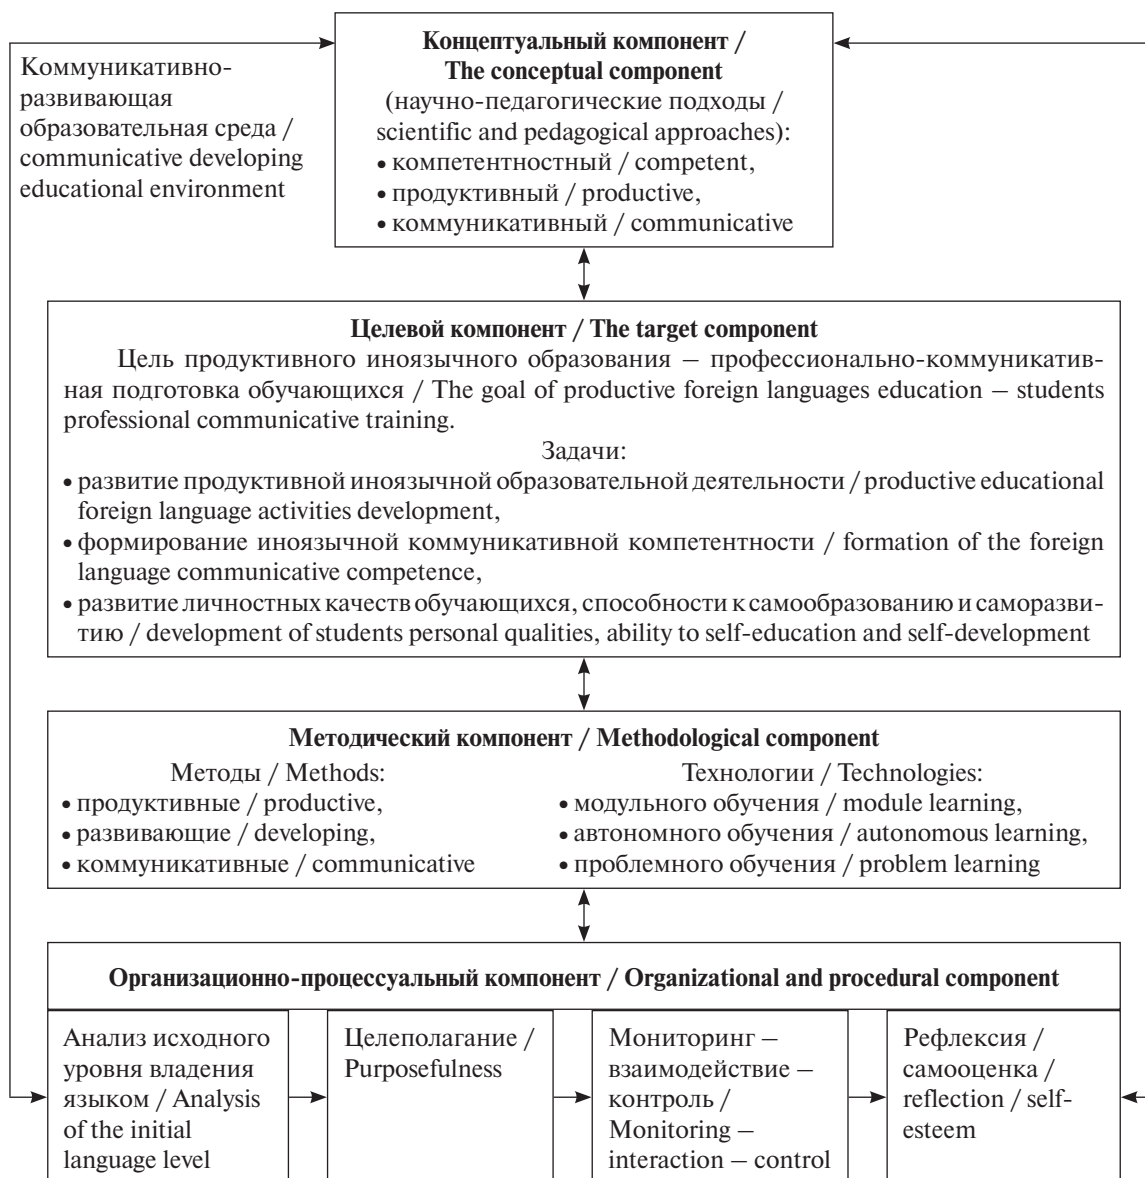 Коммуникативно-
развивающая
образовательная среда /
communicative developing
educational environment
Концептуальный компонент /
The conceptual component
(научно-педагогические подходы /
scientific and pedagogical approaches):
• компетентностный / competent,
• продуктивный / productive,
• коммуникативный / communicative
Целевой компонент / The target component
Цель продуктивного иноязычного образования – профессионально-коммуникатив-
ная подготовка обучающихся / The goal of productive foreign languages education – students
professional communicative training.
Задачи:
• развитие продуктивной иноязычной образовательной деятельности / productive educational
foreign language activities development,
• формирование иноязычной коммуникативной компетентности / formation of the foreign
language communicative competence,
• развитие личностных качеств обучающихся, способности к самообразованию и саморазви-
тию / development of students personal qualities, ability to self-education and self-development
Методический компонент / Methodological component
Методы / Methods:
• продуктивные / productive,
• развивающие / developing,
• коммуникативные / communicative
Технологии / Technologies:
• модульного обучения / module learning,
• автономного обучения / autonomous learning,
• проблемного обучения / problem learning
Организационно-процессуальный компонент / Organizational and procedural component
Анализ исходного
уровня владения
языком / Analysis
of the initial
language level
Целеполагание /
Purposefulness
Мониторинг –
взаимодействие –
контроль /
Monitoring –
interaction – control
Рефлексия /
самооценка /
reflection / self-
esteem